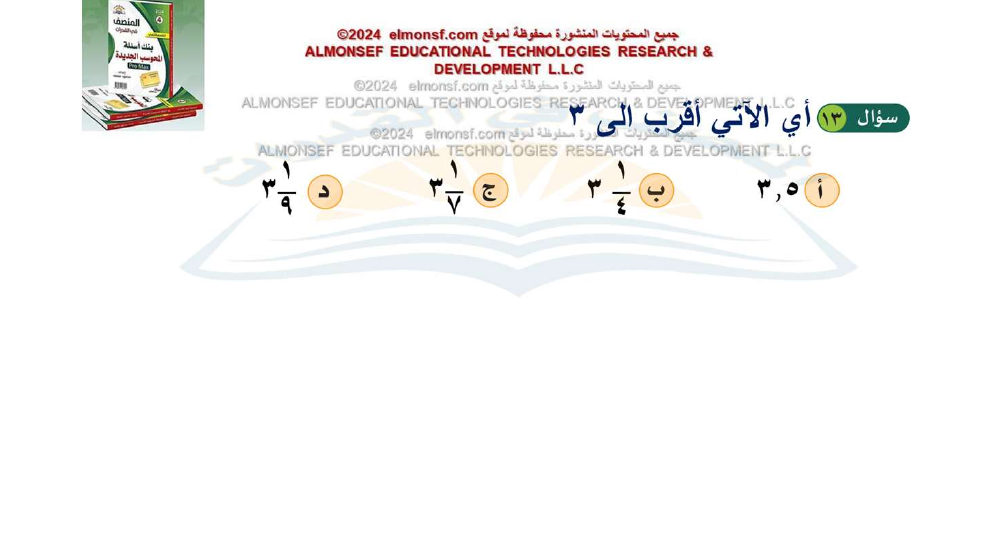 المنصف
في القدرات
4
بنك أسئلة
المحوسب الجديدة
جميع المحتويات المنشورة محفوظة لموقع elmonsf.com ©2024
ALMONSEF EDUCATIONAL TECHNOLOGIES RESEARCH &
DEVELOPMENT L.L.C
جميع المحتويات المنشورة محفوظة لموقع elmonsf.com ©2024
ALMONSEF EDUCATIONAL TECHNOLOGIES RESEARCH & DEVELOPMENT L.L.C
سؤال ١٣ أي الآتي أقرب الى ٣
جميع المحتويات المنشورة محفوظة لموقع elmonsf.com ©2024
ALMONSEF EDUCATIONAL TECHNOLOGIES RESEARCH & DEVELOPMENT L.L.C
أ ٣,٥ ب ٣ ١/٤ ج ٣ ١/٧ د ٣ ١/٩